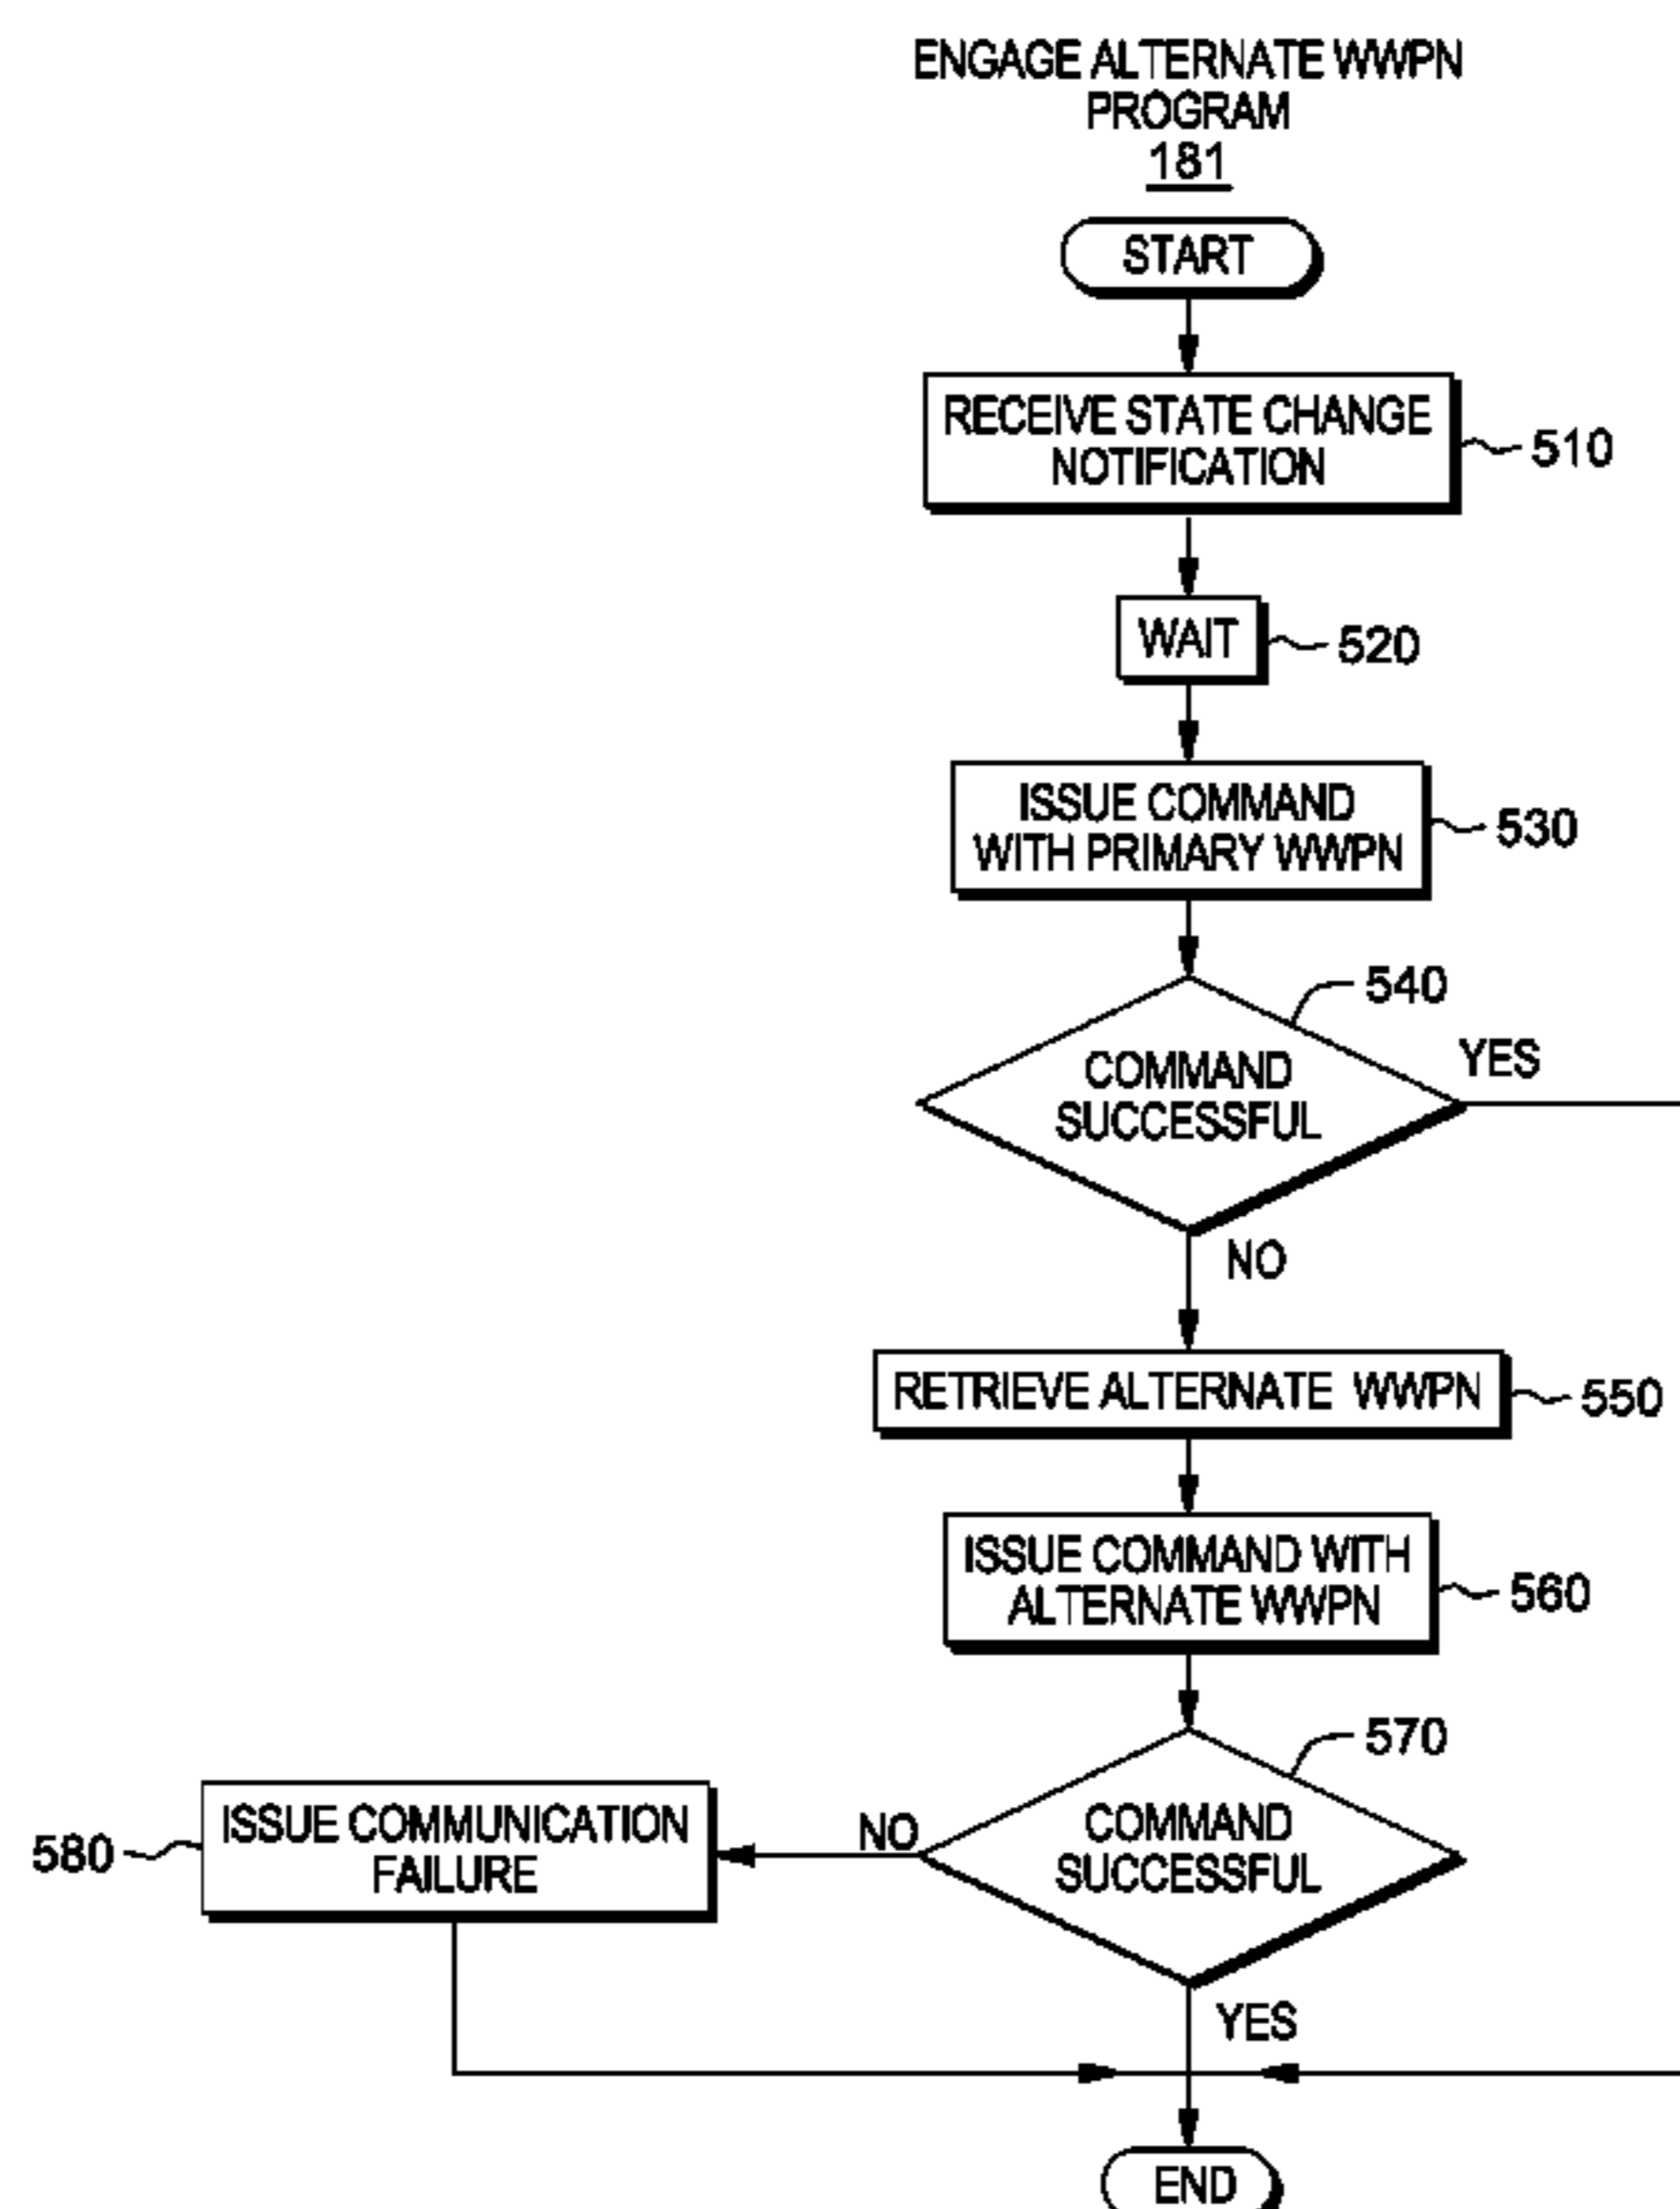 ENGAGE ALTERNATE WWPN
PROGRAM
181
START
RECEIVE STATE CHANGE
NOTIFICATION
510
WAIT
520
ISSUE COMMAND
WITH PRIMARY WWPN
530
540
COMMAND
SUCCESSFUL
YES
NO
RETRIEVE ALTERNATE WWPN
550
ISSUE COMMAND WITH
ALTERNATE WWPN
560
570
COMMAND
SUCCESSFUL
NO
ISSUE COMMUNICATION
FAILURE
580
YES
END